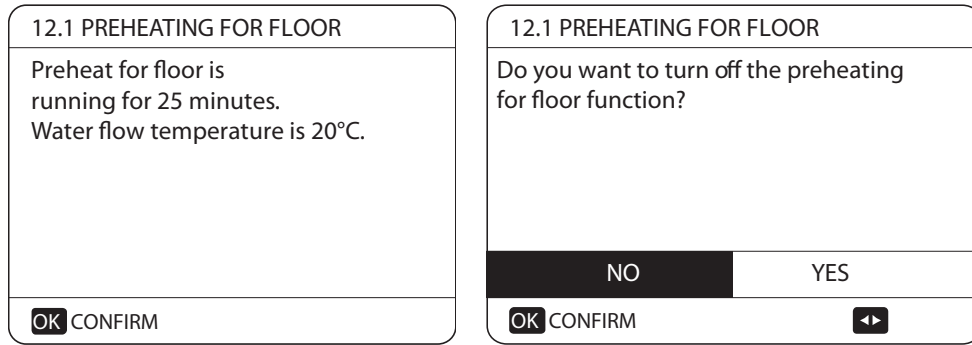 12.1 PREHEATING FOR FLOOR
Preheat for floor is
running for 25 minutes.
Water flow temperature is 20°C.
OK CONFIRM
12.1 PREHEATING FOR FLOOR
Do you want to turn off the preheating
for floor function?
NO YES
OK CONFIRM